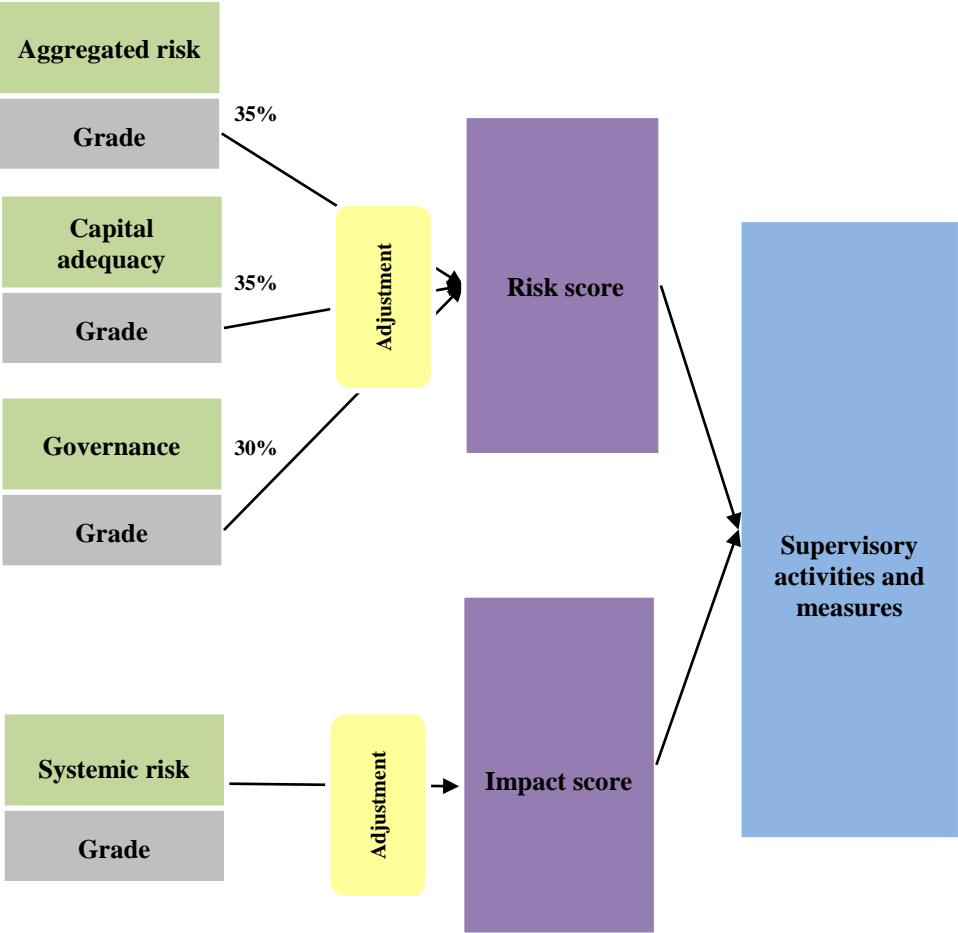 Aggregated risk
35%
Grade
Capital
adequacy
35%
Grade
Governance
30%
Grade
Adjustment
Risk score
Supervisory
activities and
measures
Systemic risk
Grade
Adjustment
Impact score